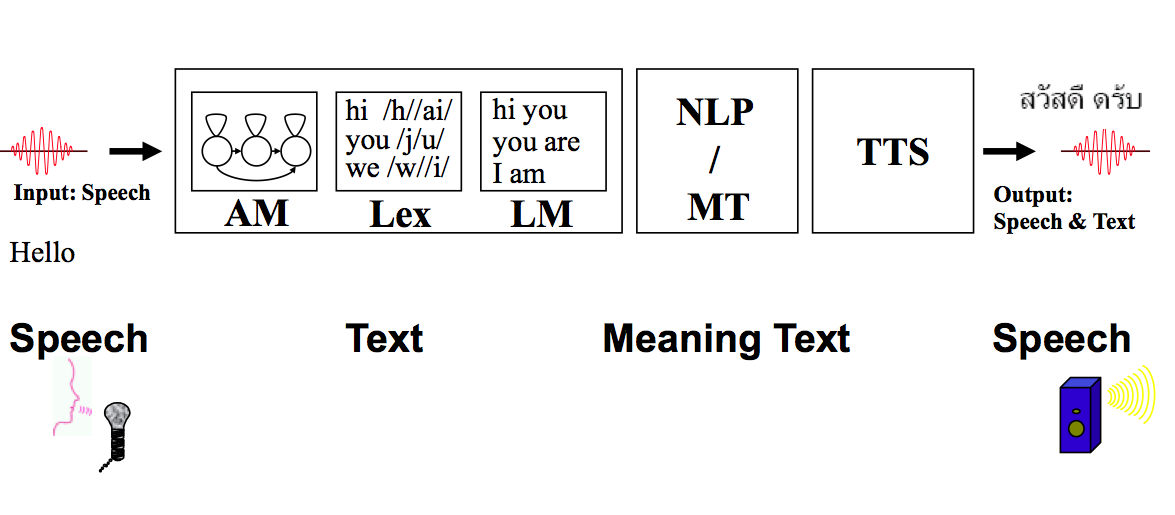 สวัสดี ดรับ
Input: Speech
Hello
hi /h//ai/
you /j/u/
we /w//i/
hi you
you are
I am
AM
Lex
LM
NLP
/
MT
TTS
Output:
Speech & Text
Speech
Text
Meaning Text
Speech